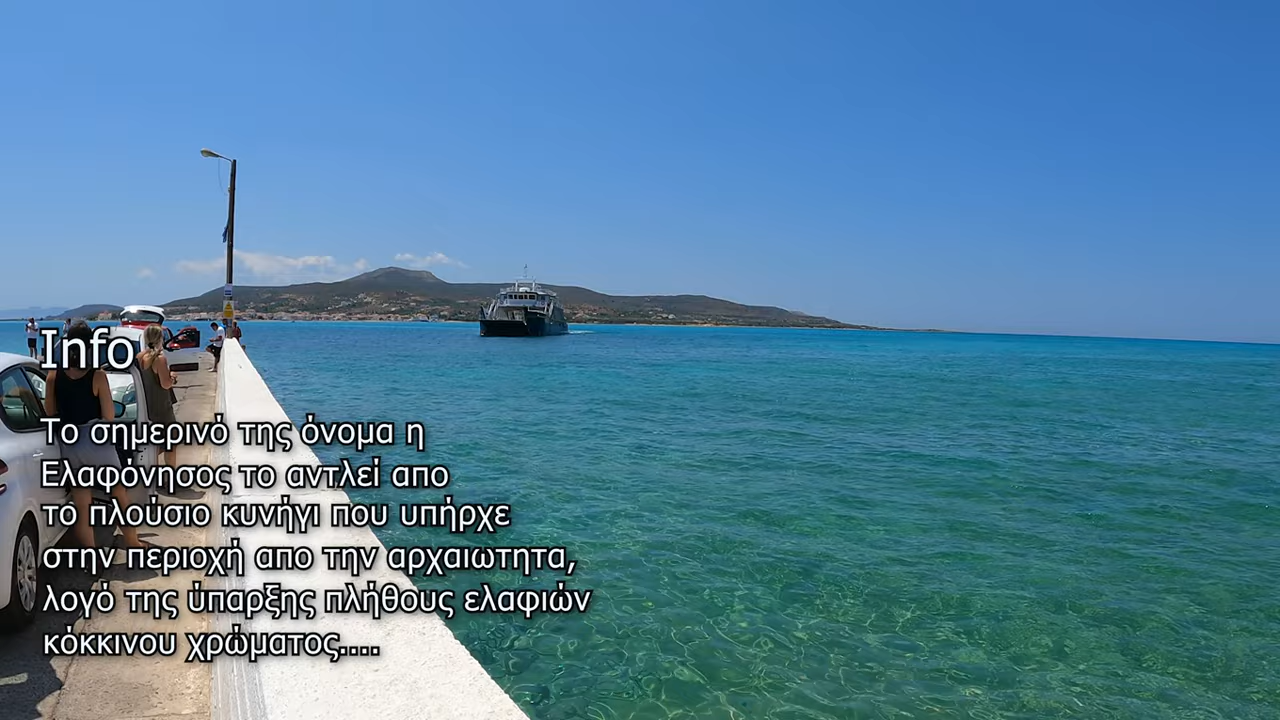 Info
Το σημερινό της όνομα η
Ελαφόνησος το αντλεί απο
το πλούσιο κυνήγι που υπήρχε
στην περιοχή απο την αρχαιωτητα,
λογό της ύπαρξης πλήθους ελαφιών
κόκκινου χρώματος....